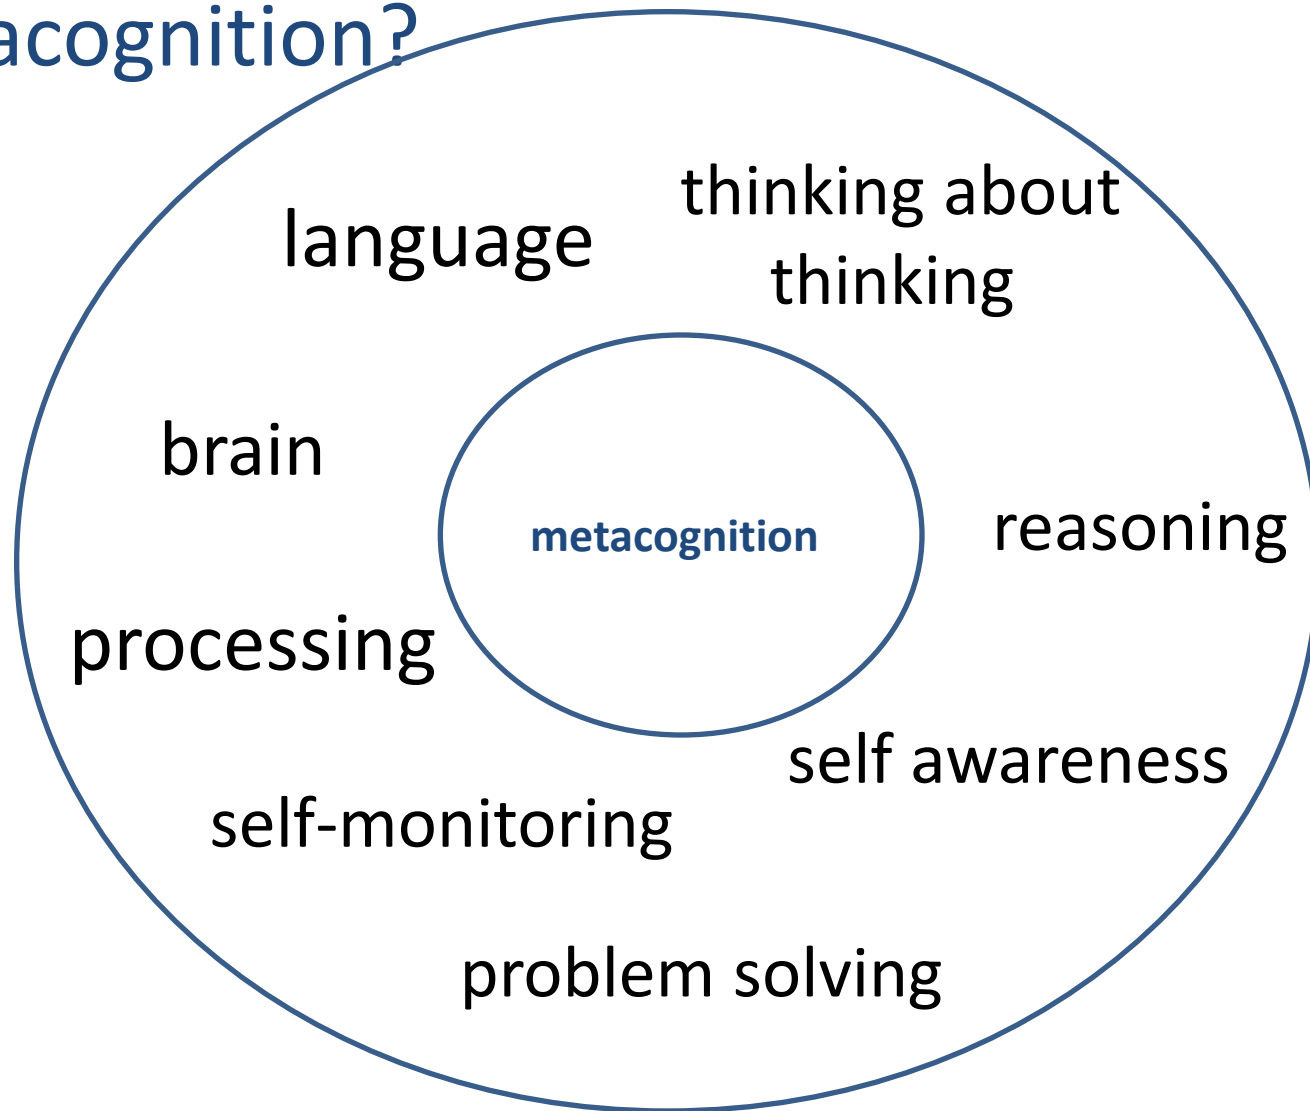 acognition?
thinking about
thinking
language
brain
metacognition
reasoning
processing
self awareness
self-monitoring
problem solving